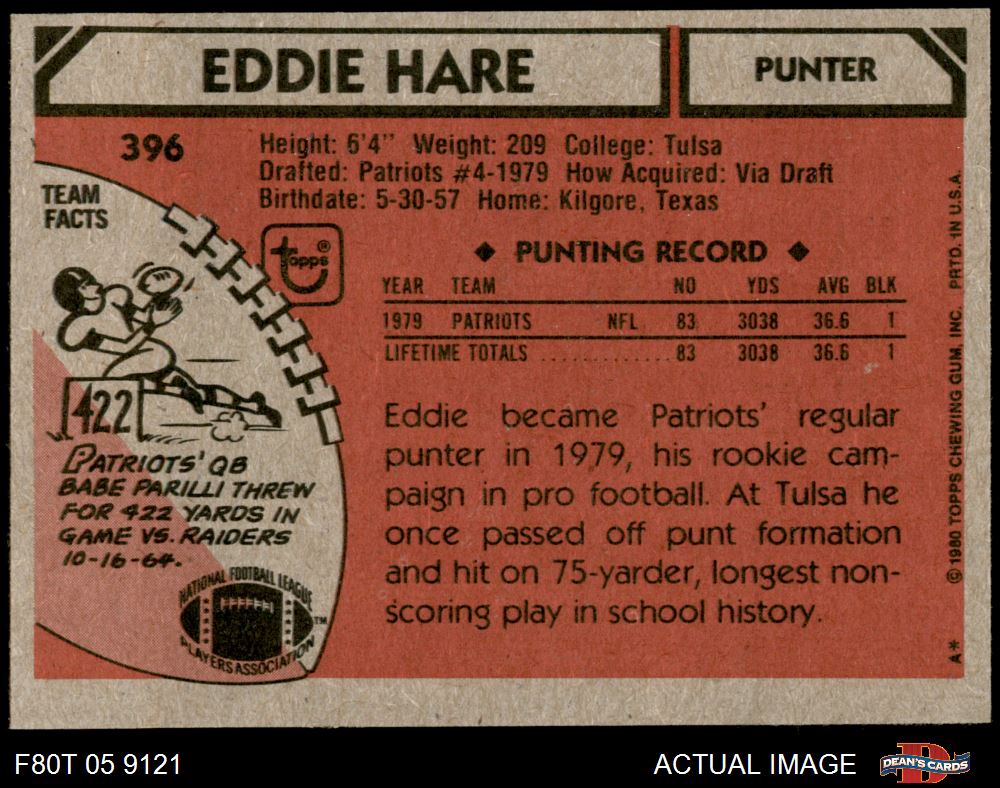 EDDIE HARE
PUNTER
396
Height: 6'4" Weight: 209 College: Tulsa
Drafted: Patriots #4-1979 How Acquired: Via Draft
Birthdate: 5-30-57 Home: Kilgore, Texas
TEAM
FACTS
topps®
◆ PUNTING RECORD ◆
YEAR TEAM NO YDS AVG BLK
1979 PATRIOTS NFL 83 3038 36.6 1
LIFETIME TOTALS ............ 83 3038 36.6 1
Eddie became Patriots' regular
punter in 1979, his rookie cam-
paign in pro football. At Tulsa he
once passed off punt formation
and hit on 75-yarder, longest non-
scoring play in school history.
422
PATRIOTS' QB
BABE PARILLI THREW
FOR 422 YARDS IN
GAME VS. RAIDERS
10-16-64.
NATIONAL FOOTBALL LEAGUE
PLAYERS ASSOCIATION
TM
© 1980 TOPPS CHEWING GUM, INC. PRTD. IN U.S.A.
A*
F80T 05 9121
ACTUAL IMAGE
D
DEAN'S CARDS